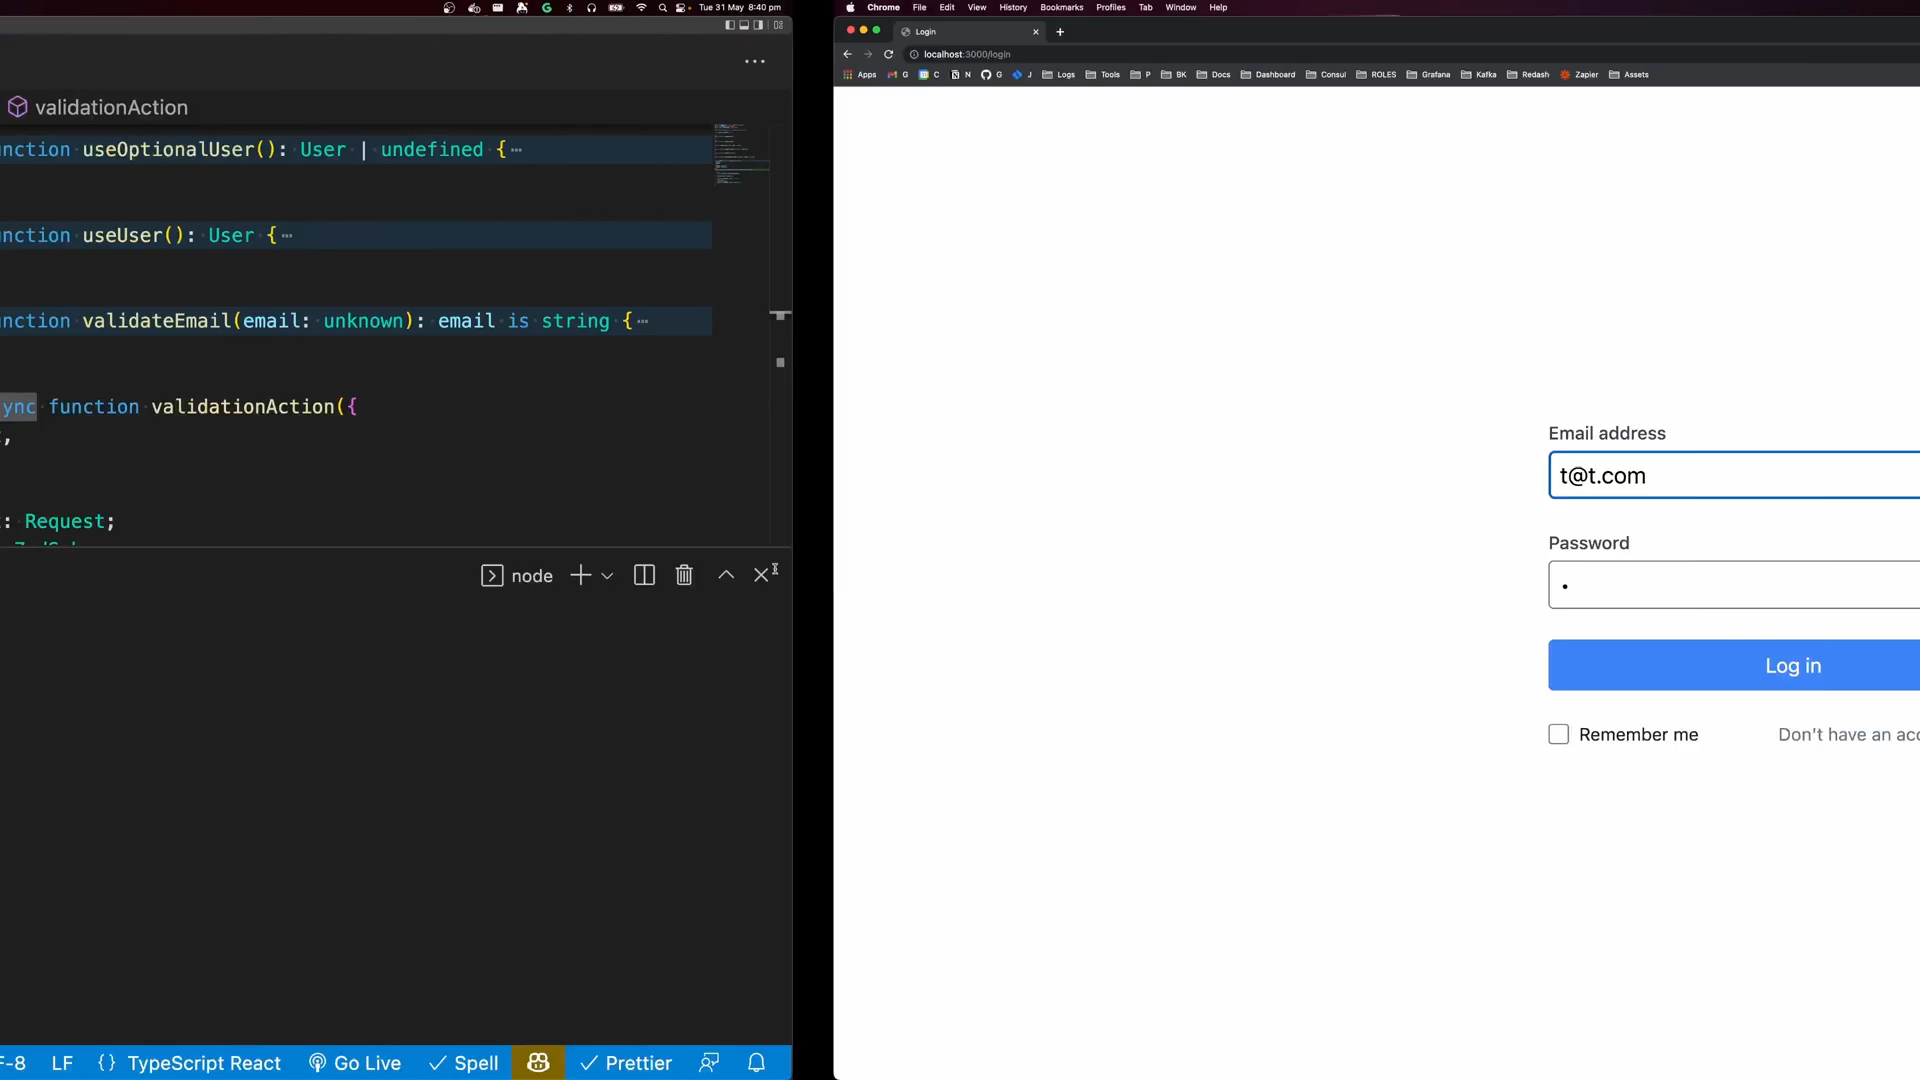 Tue 31 May 8:40 pm
validationAction
nction useOptionalUser(): User | undefined {
nction useUser(): User {
nction validateEmail(email: unknown): email is string {
ync function validationAction({
,
: Request;
node
F-8 LF {} TypeScript React Go Live Spell Prettier
Chrome File Edit View History Bookmarks Profiles Tab Window Help
Login
localhost:3000/login
Apps G C N G J Logs Tools P BK Docs Dashboard Consul ROLES Grafana Kafka Redash Zapier Assets
Email address
t@t.com
Password
•
Log in
Remember me
Don't have an acc